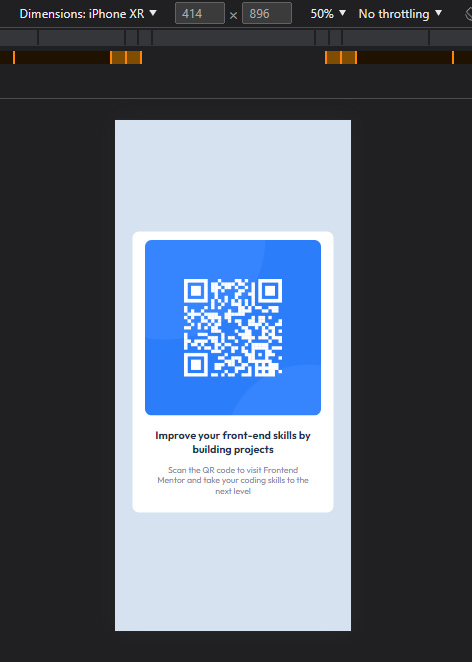 Dimensions: iPhone XR ▼ 414 × 896 50% ▼ No throttling ▼
Improve your front-end skills by
building projects
Scan the QR code to visit Frontend
Mentor and take your coding skills to the
next level